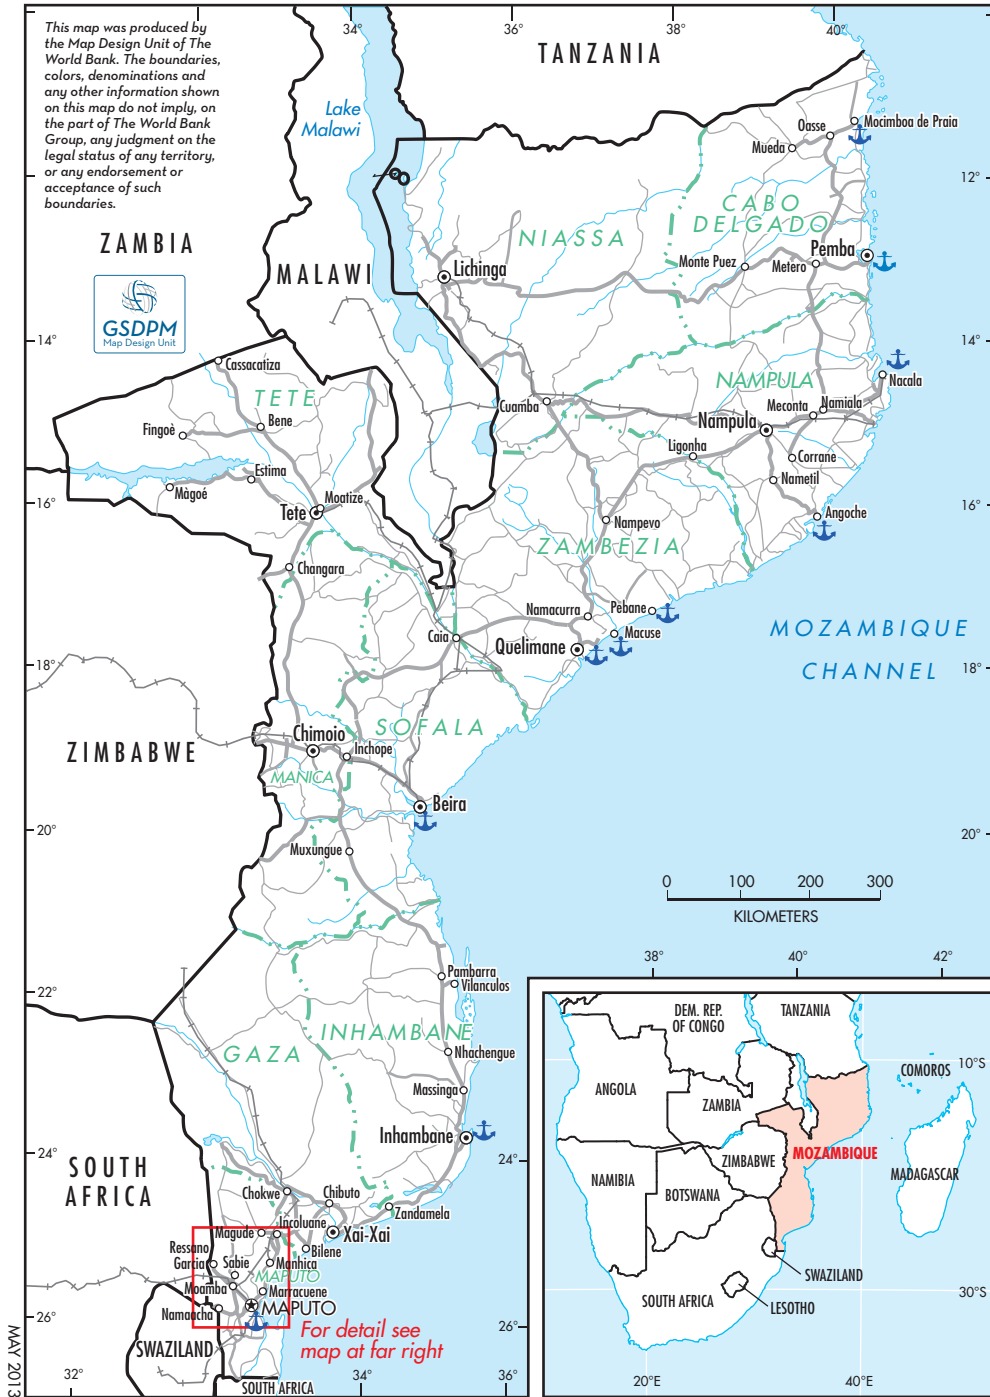 This map was produced by
the Map Design Unit of The
World Bank. The boundaries,
colors, denominations and
any other information shown
on this map do not imply, on
the part of The World Bank
Group, any judgment on the
legal status of any territory,
or any endorsement or
acceptance of such
boundaries.
34°
36°
38°
40°
TANZANIA
Lake
Malawi
Oasse
Mocimboa de Praia
Mueda
12°
CABO
DELGADO
ZAMBIA
NIASSA
Pemba
MALAWI
Lichinga
Monte Puez
Metero
GSDPM
Map Design Unit
14°
14°
Cassacatiza
NAMPULA
Nacala
TETE
Cuamba
Meconta
Namiala
Fingoè
Bene
Nampula
Ligonha
Corrane
Estima
Nametil
Màgoé
16°
Moatize
16°
Tete
Angoche
Nampevo
ZAMBEZIA
Changara
Namacurra
Pebane
Caia
Macuse
MOZAMBIQUE
Quelimane
18°
18°
CHANNEL
SOFALA
Chimoio
ZIMBABWE
Inchope
MANICA
Beira
20°
20°
Muxungue
0
100
200
300
KILOMETERS
38°
40°
42°
Pambarra
Vilanculos
22°
DEM. REP.
OF CONGO
TANZANIA
INHAMBANE
GAZA
Nhachengue
10°S
COMOROS
ANGOLA
Massinga
ZAMBIA
Inhambane
24°
24°
MOZAMBIQUE
ZIMBABWE
SOUTH
AFRICA
NAMIBIA
BOTSWANA
MADAGASCAR
Chokwe
Chibuto
Zandamela
Incoluane
Magude
Xai-Xai
Ressano
Garcia
Bilene
Sabie
Manhica
MAPUTO
SWAZILAND
Moamba
Marracuene
30°S
SOUTH AFRICA
Namaacha
MAPUTO
LESOTHO
26°
26°
For detail see
map at far right
SWAZILAND
SOUTH AFRICA
32°
34°
36°
20°E
40°E
MAY 2013